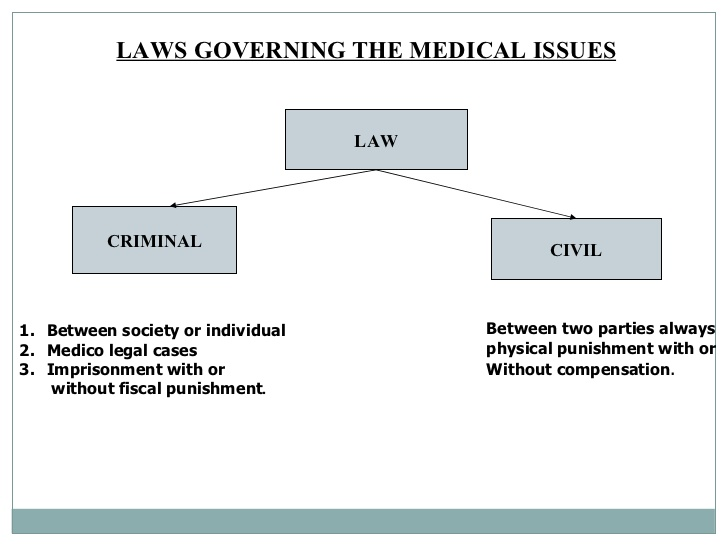 LAWS GOVERNING THE MEDICAL ISSUES
LAW
CRIMINAL
CIVIL
1. Between society or individual
2. Medico legal cases
3. Imprisonment with or
without fiscal punishment.
Between two parties always
physical punishment with or
Without compensation.